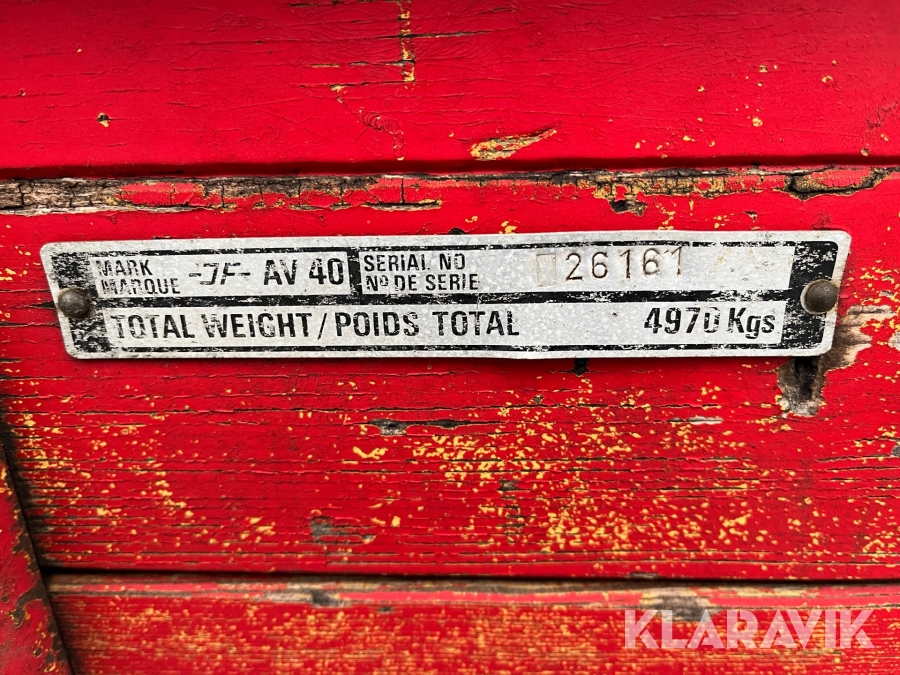 MARK
MARQUE
-JF- AV 40
SERIAL NO
Nº DE SERIE
26161
TOTAL WEIGHT/POIDS TOTAL 4970 Kgs
KLARAVIK